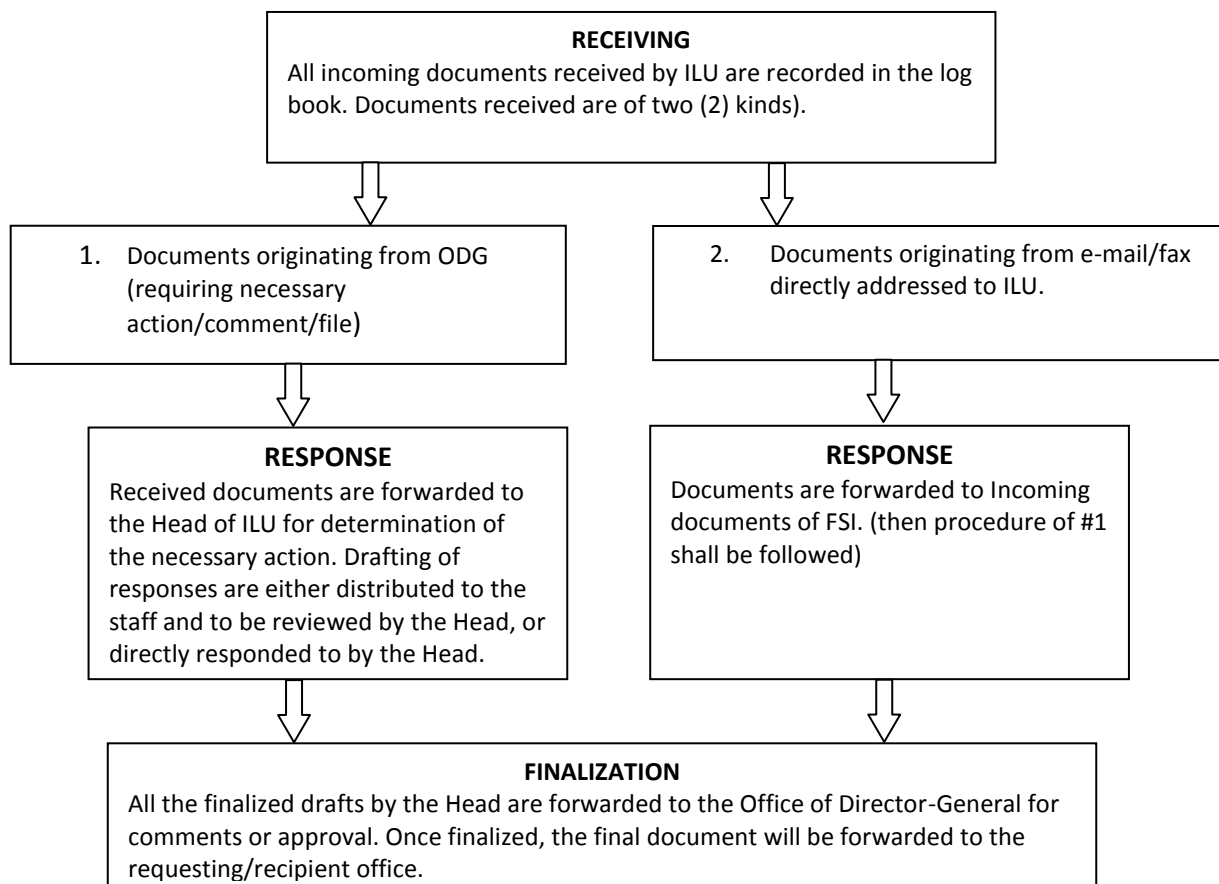 RECEIVING
All incoming documents received by ILU are recorded in the log
book. Documents received are of two (2) kinds).
1. Documents originating from ODG
(requiring necessary
action/comment/file)
2. Documents originating from e-mail/fax
directly addressed to ILU.
RESPONSE
Received documents are forwarded to
the Head of ILU for determination of
the necessary action. Drafting of
responses are either distributed to the
staff and to be reviewed by the Head, or
directly responded to by the Head.
RESPONSE
Documents are forwarded to Incoming
documents of FSI. (then procedure of #1
shall be followed)
FINALIZATION
All the finalized drafts by the Head are forwarded to the Office of Director-General for
comments or approval. Once finalized, the final document will be forwarded to the
requesting/recipient office.